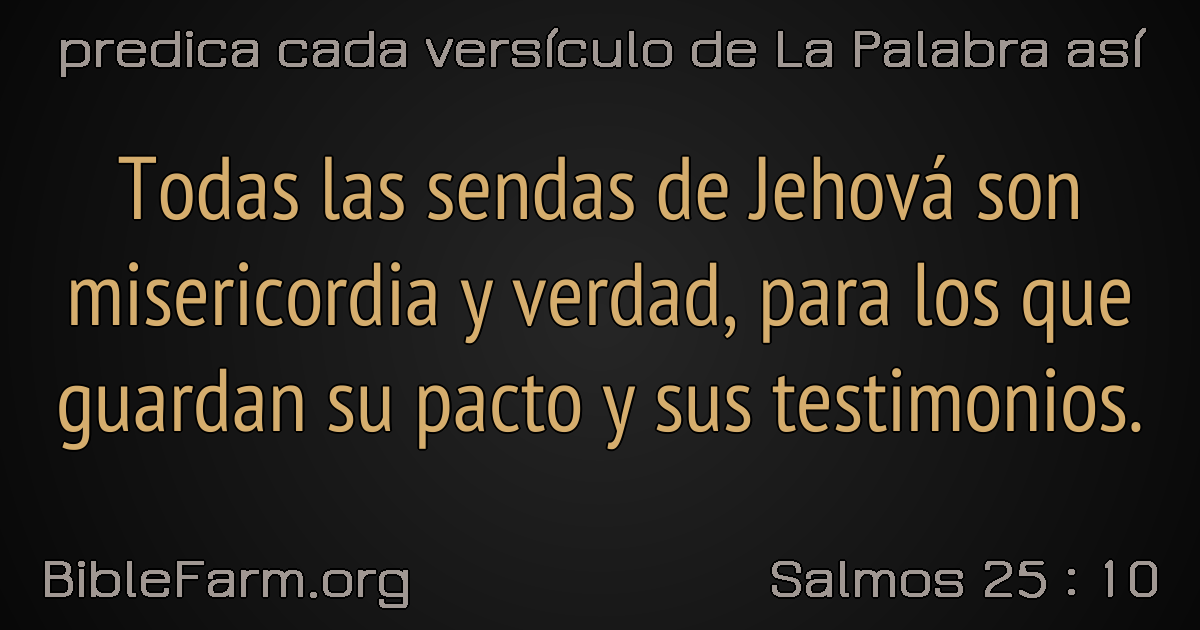 predica cada versículo de La Palabra así
Todas las sendas de Jehová son
misericordia y verdad, para los que
guardan su pacto y sus testimonios.
BibleFarm.org
Salmos 25 : 10